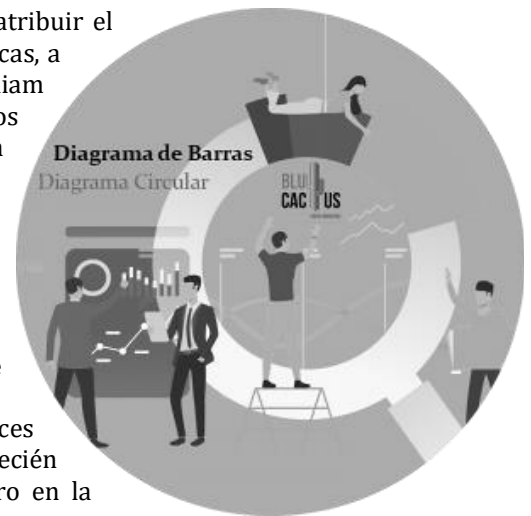 atribuir el
cas, a
iam
os
Diagrama de Barras
Diagrama Circular
BLU
CAC US
e
ces
ecién
ro en la